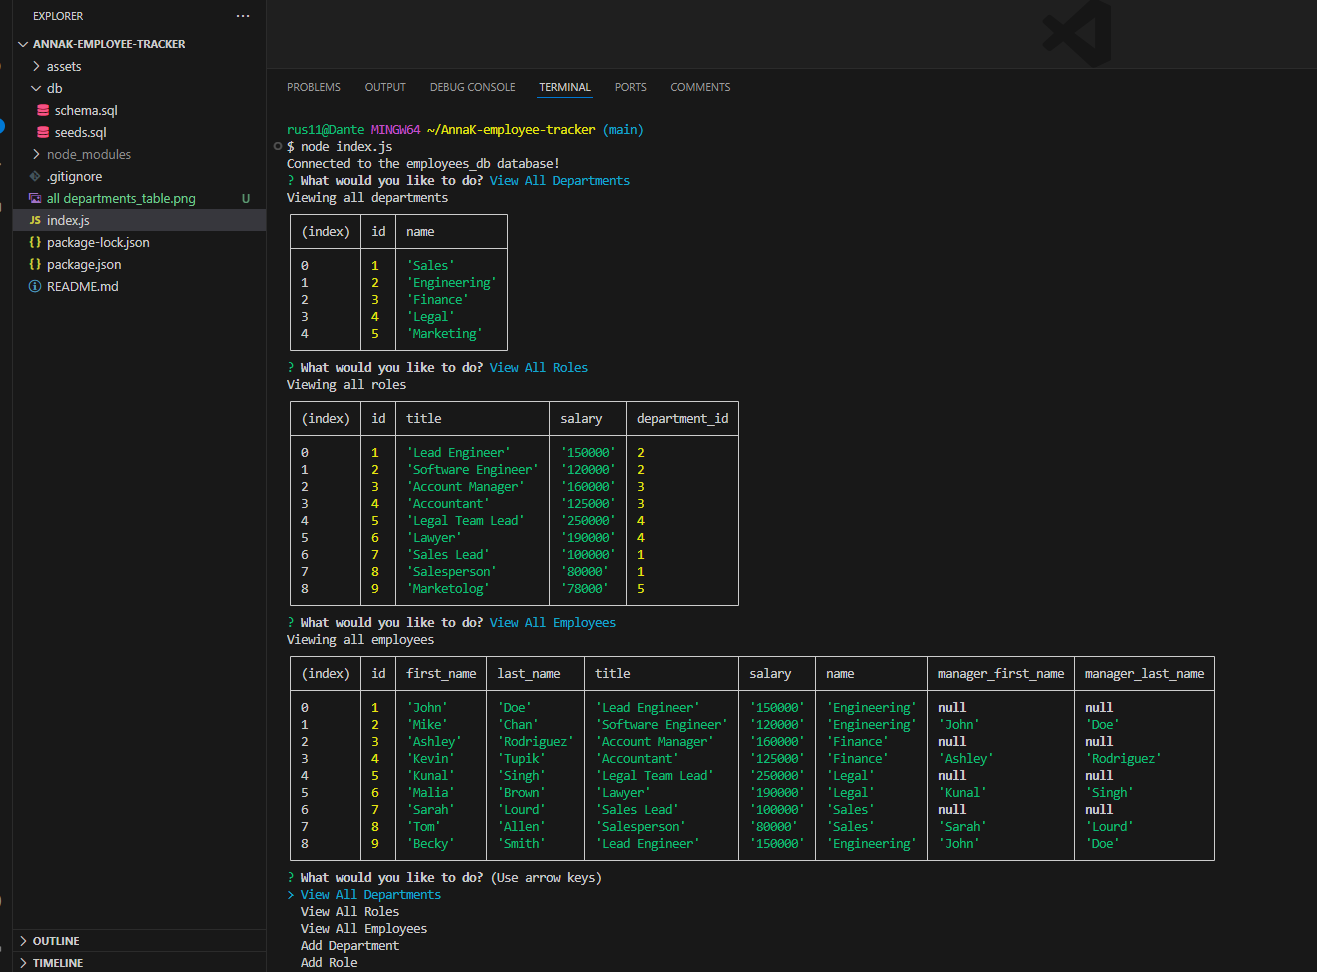 EXPLORER
ANNAK-EMPLOYEE-TRACKER
assets
db
schema.sql
seeds.sql
node_modules
.gitignore
all departments_table.png U
JS index.js
{} package-lock.json
{} package.json
README.md
OUTLINE
TIMELINE
PROBLEMS OUTPUT DEBUG CONSOLE TERMINAL PORTS COMMENTS
rus11@Dante MINGW64 ~/AnnaK-employee-tracker (main)
$ node index.js
Connected to the employees_db database!
? What would you like to do? View All Departments
Viewing all departments
(index) id name
0 1 'Sales'
1 2 'Engineering'
2 3 'Finance'
3 4 'Legal'
4 5 'Marketing'
? What would you like to do? View All Roles
Viewing all roles
(index) id title salary department_id
0 1 'Lead Engineer' '150000' 2
1 2 'Software Engineer' '120000' 2
2 3 'Account Manager' '160000' 3
3 4 'Accountant' '125000' 3
4 5 'Legal Team Lead' '250000' 4
5 6 'Lawyer' '190000' 4
6 7 'Sales Lead' '100000' 1
7 8 'Salesperson' '80000' 1
8 9 'Marketolog' '78000' 5
? What would you like to do? View All Employees
Viewing all employees
(index) id first_name last_name title salary name manager_first_name manager_last_name
0 1 'John' 'Doe' 'Lead Engineer' '150000' 'Engineering' null null
1 2 'Mike' 'Chan' 'Software Engineer' '120000' 'Engineering' 'John' 'Doe'
2 3 'Ashley' 'Rodriguez' 'Account Manager' '160000' 'Finance' null null
3 4 'Kevin' 'Tupik' 'Accountant' '125000' 'Finance' 'Ashley' 'Rodriguez'
4 5 'Kunal' 'Singh' 'Legal Team Lead' '250000' 'Legal' null null
5 6 'Malia' 'Brown' 'Lawyer' '190000' 'Legal' 'Kunal' 'Singh'
6 7 'Sarah' 'Lourd' 'Sales Lead' '100000' 'Sales' null null
7 8 'Tom' 'Allen' 'Salesperson' '80000' 'Sales' 'Sarah' 'Lourd'
8 9 'Becky' 'Smith' 'Lead Engineer' '150000' 'Engineering' 'John' 'Doe'
? What would you like to do? (Use arrow keys)
> View All Departments
View All Roles
View All Employees
Add Department
Add Role